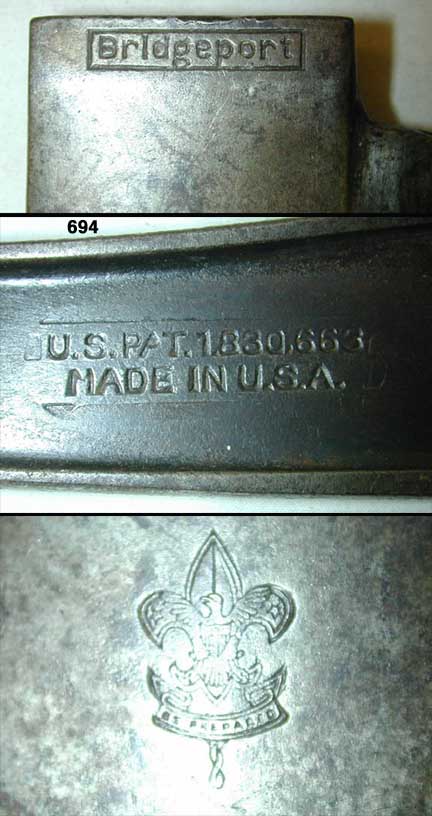 Bridgeport
694
U.S. PAT. 1,830,663
MADE IN U.S.A.
BE PREPARED